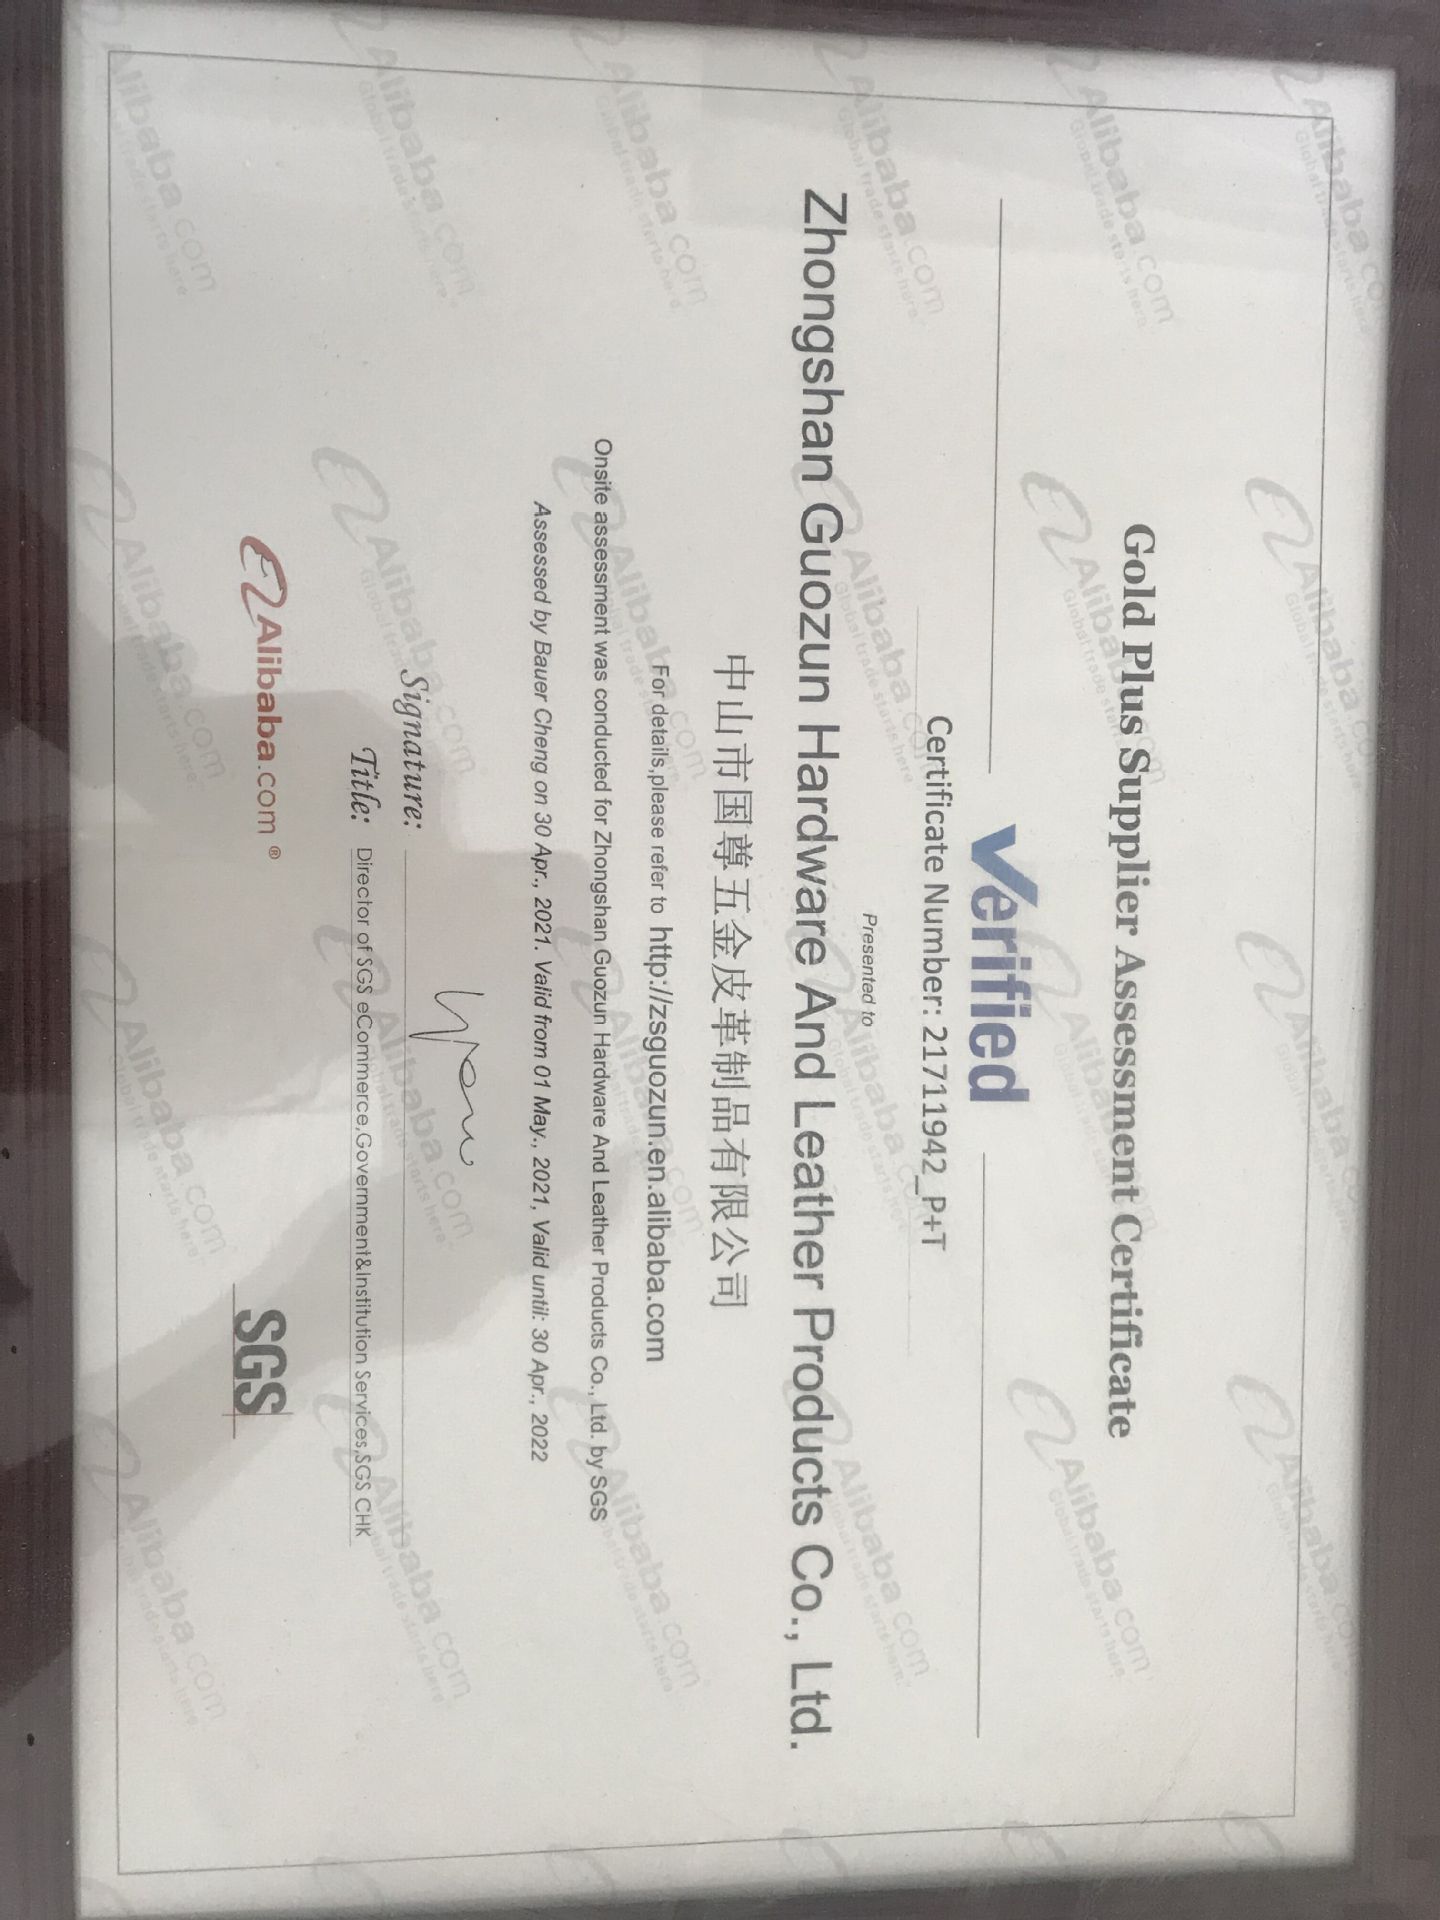 Gold Plus Supplier Assessment Certificate
Verified
Certificate Number: 21711942_P+T
Presented to
Zhongshan Guozun Hardware And Leather Products Co., Ltd.
中山市国尊五金皮革制品有限公司
For details,please refer to http://zsguozun.en.alibaba.com
Onsite assessment was conducted for Zhongshan Guozun Hardware And Leather Products Co., Ltd. by SGS
Assessed by Bauer Cheng on 30 Apr., 2021. Valid from 01 May., 2021, Valid until: 30 Apr., 2022
Signature:
Title: Director of SGS eCommerce,Government&Institution Services,SGS CHK
Alibaba.com ®
SGS